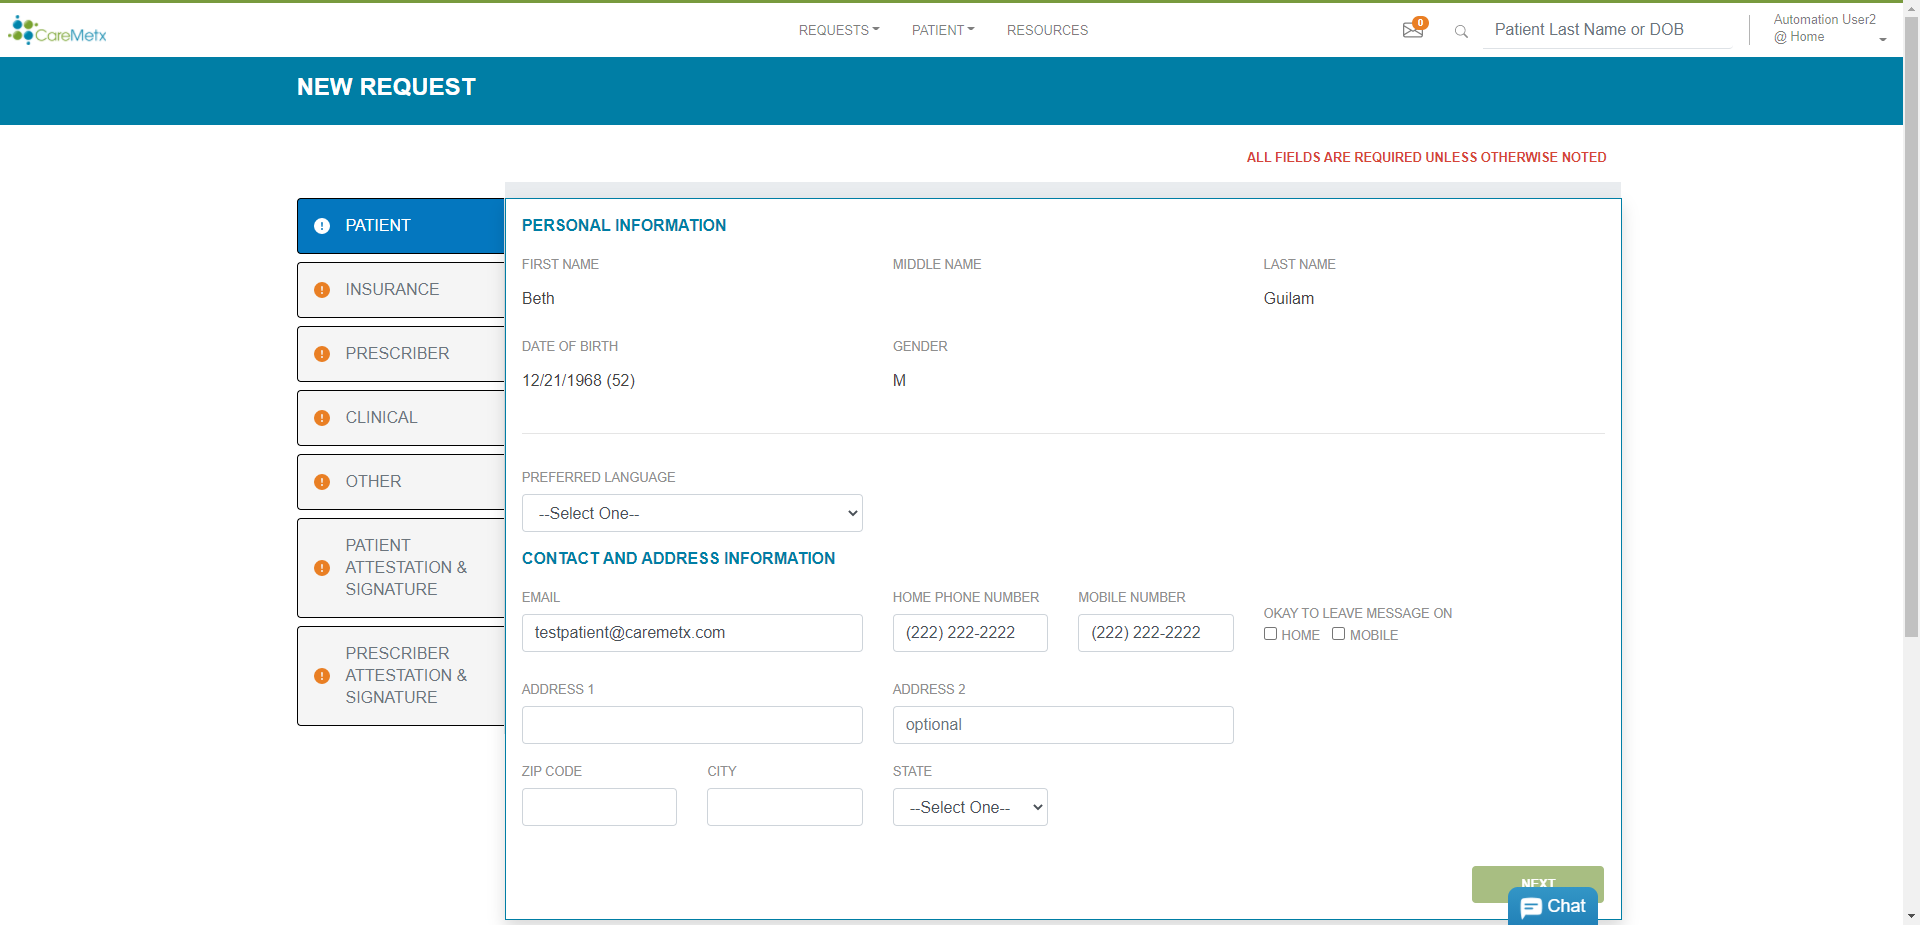 CareMetx
REQUESTS
PATIENT
RESOURCES
0
Patient Last Name or DOB
Automation User2
@ Home
NEW REQUEST
ALL FIELDS ARE REQUIRED UNLESS OTHERWISE NOTED
PATIENT
INSURANCE
PRESCRIBER
CLINICAL
OTHER
PATIENT
ATTESTATION &
SIGNATURE
PRESCRIBER
ATTESTATION &
SIGNATURE
PERSONAL INFORMATION
FIRST NAME
MIDDLE NAME
LAST NAME
Beth
Guilam
DATE OF BIRTH
GENDER
12/21/1968 (52)
M
PREFERRED LANGUAGE
--Select One--
CONTACT AND ADDRESS INFORMATION
EMAIL
HOME PHONE NUMBER
MOBILE NUMBER
OKAY TO LEAVE MESSAGE ON
testpatient@caremetx.com
(222) 222-2222
(222) 222-2222
HOME
MOBILE
ADDRESS 1
ADDRESS 2
optional
ZIP CODE
CITY
STATE
--Select One--
NEXT
Chat